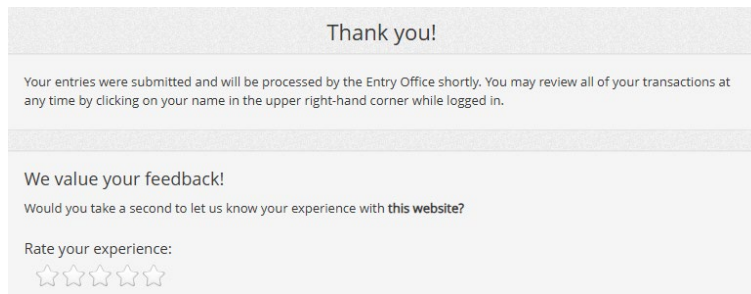 Thank you!
Your entries were submitted and will be processed by the Entry Office shortly. You may review all of your transactions at
any time by clicking on your name in the upper right-hand corner while logged in.
We value your feedback!
Would you take a second to let us know your experience with this website?
Rate your experience: